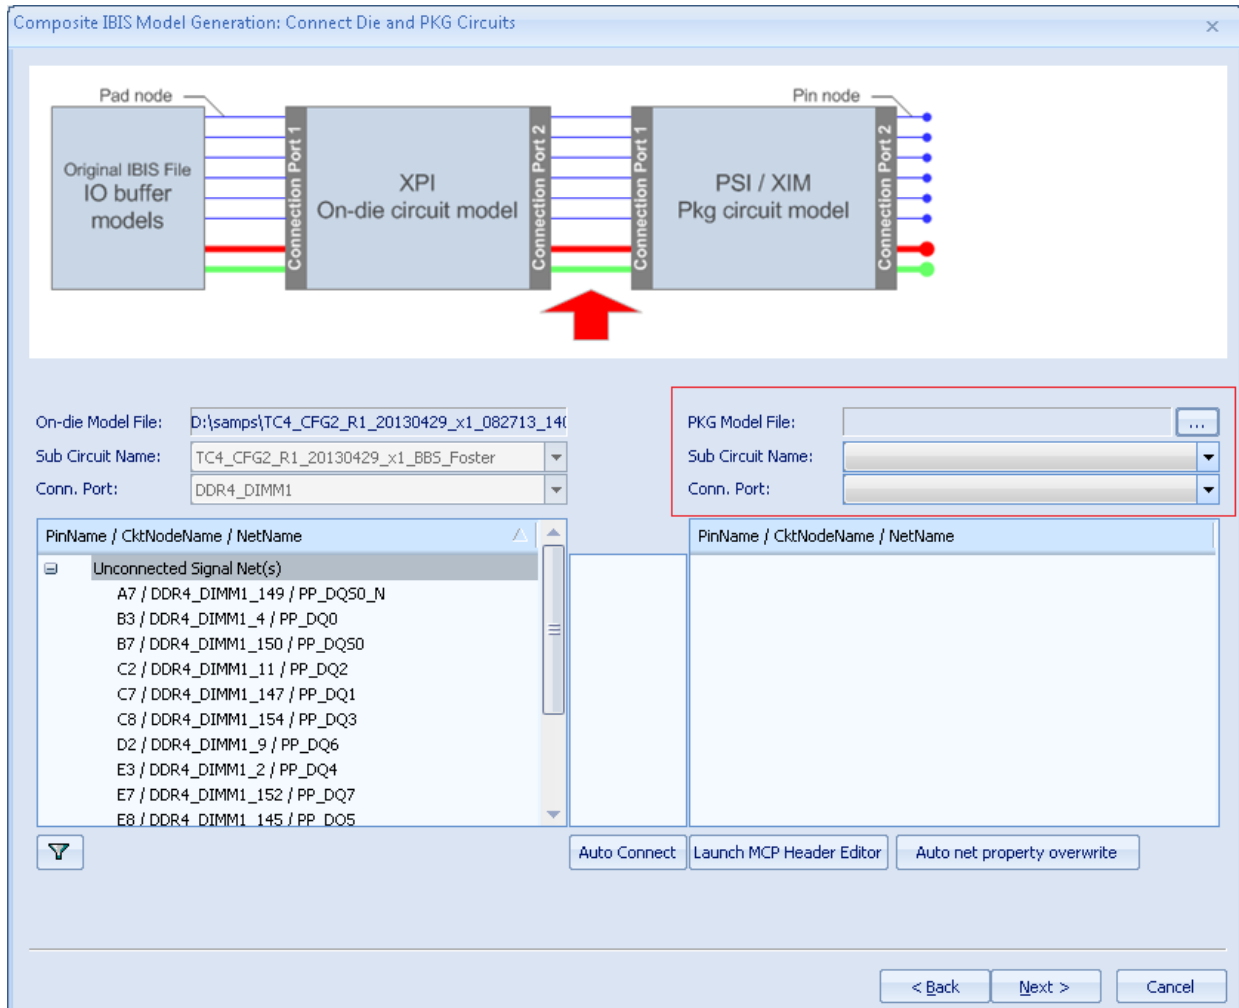 Composite IBIS Model Generation: Connect Die and PKG Circuits
Pad node
Pin node
Original IBIS File
IO buffer
models
Connection Port 1
XPI
On-die circuit model
Connection Port 2
Connection Port 1
PSI / XIM
Pkg circuit model
Connection Port 2
On-die Model File: D:\samps\TC4_CFG2_R1_20130429_x1_082713_140
PKG Model File: ...
Sub Circuit Name: TC4_CFG2_R1_20130429_x1_BBS_Foster
Sub Circuit Name:
Conn. Port: DDR4_DIMM1
Conn. Port:
PinName / CktNodeName / NetName
PinName / CktNodeName / NetName
Unconnected Signal Net(s)
A7 / DDR4_DIMM1_149 / PP_DQS0_N
B3 / DDR4_DIMM1_4 / PP_DQ0
B7 / DDR4_DIMM1_150 / PP_DQS0
C2 / DDR4_DIMM1_11 / PP_DQ2
C7 / DDR4_DIMM1_147 / PP_DQ1
C8 / DDR4_DIMM1_154 / PP_DQ3
D2 / DDR4_DIMM1_9 / PP_DQ6
E3 / DDR4_DIMM1_2 / PP_DQ4
E7 / DDR4_DIMM1_152 / PP_DQ7
E8 / DDR4_DIMM1_145 / PP_DQ5
Auto Connect
Launch MCP Header Editor
Auto net property overwrite
< Back
Next >
Cancel